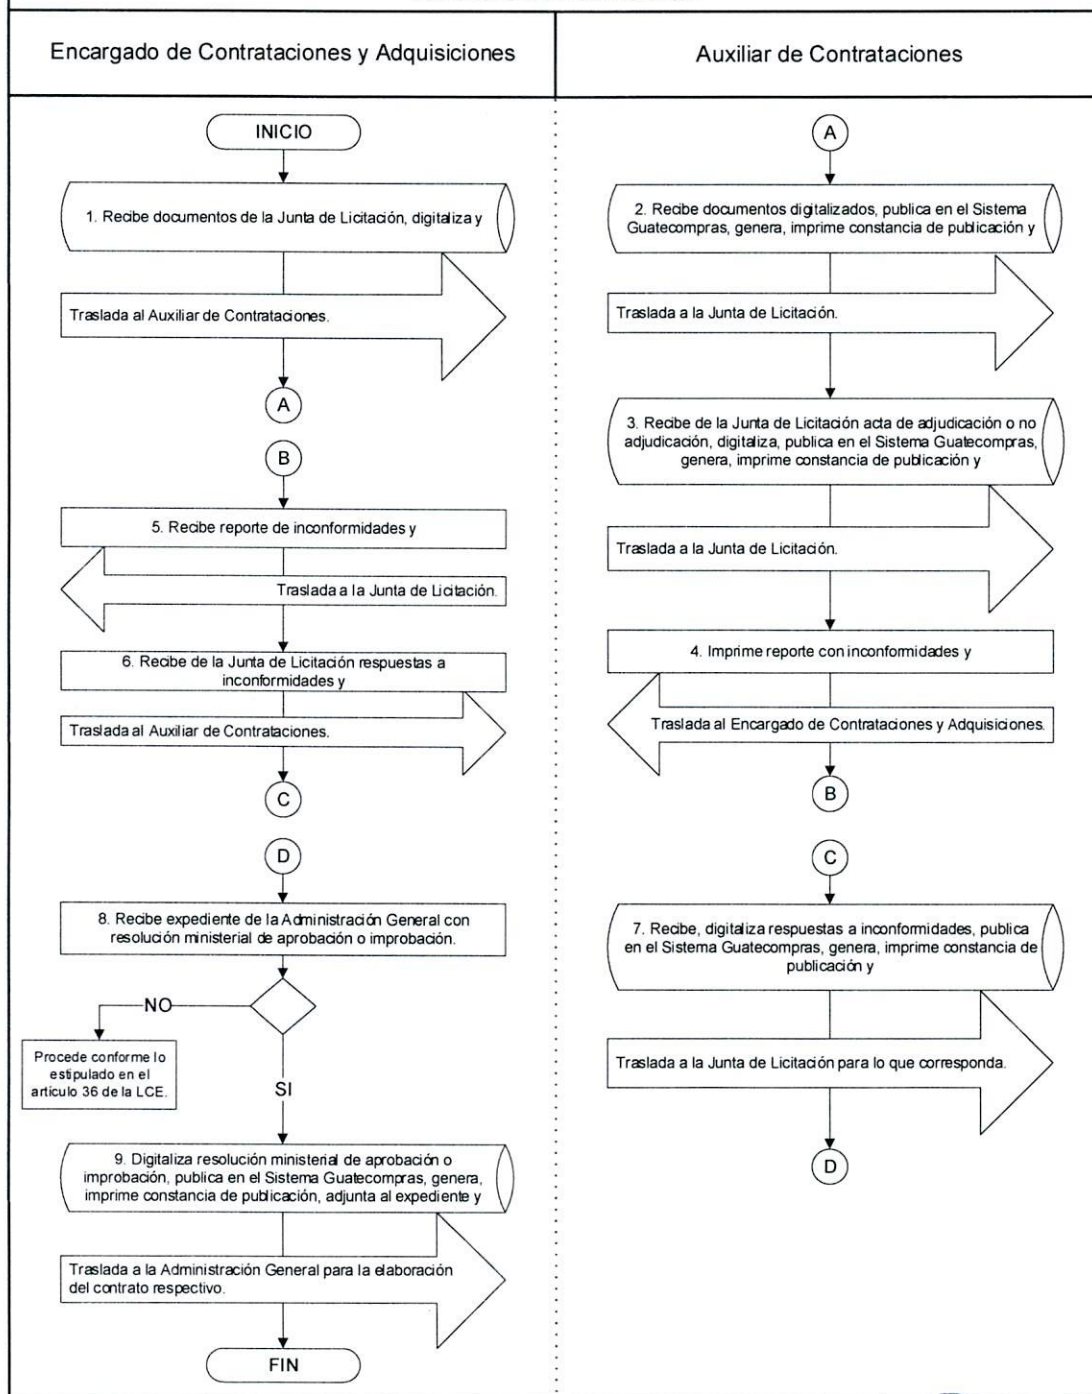 Encargado de Contrataciones y Adquisiciones
Auxiliar de Contrataciones
INICIO
1. Recibe documentos de la Junta de Licitación, digitaliza y
Traslada al Auxiliar de Contrataciones.
A
B
5. Recibe reporte de inconformidades y
Traslada a la Junta de Licitación.
6. Recibe de la Junta de Licitación respuestas a
inconformidades y
Traslada al Auxiliar de Contrataciones.
C
D
8. Recibe expediente de la Administración General con
resolución ministerial de aprobación o improbación.
NO
Procede conforme lo
estipulado en el
artículo 36 de la LCE.
SI
9. Digitaliza resolución ministerial de aprobación o
improbación, publica en el Sistema Guatecompras, genera,
imprime constancia de publicación, adjunta al expediente y
Traslada a la Administración General para la elaboración
del contrato respectivo.
FIN
A
2. Recibe documentos digitalizados, publica en el Sistema
Guatecompras, genera, imprime constancia de publicación y
Traslada a la Junta de Licitación.
3. Recibe de la Junta de Licitación acta de adjudicación o no
adjudicación, digitaliza, publica en el Sistema Guatecompras,
genera, imprime constancia de publicación y
Traslada a la Junta de Licitación.
4. Imprime reporte con inconformidades y
Traslada al Encargado de Contrataciones y Adquisiciones.
B
C
7. Recibe, digitaliza respuestas a inconformidades, publica
en el Sistema Guatecompras, genera, imprime constancia de
publicación y
Traslada a la Junta de Licitación para lo que corresponda.
D